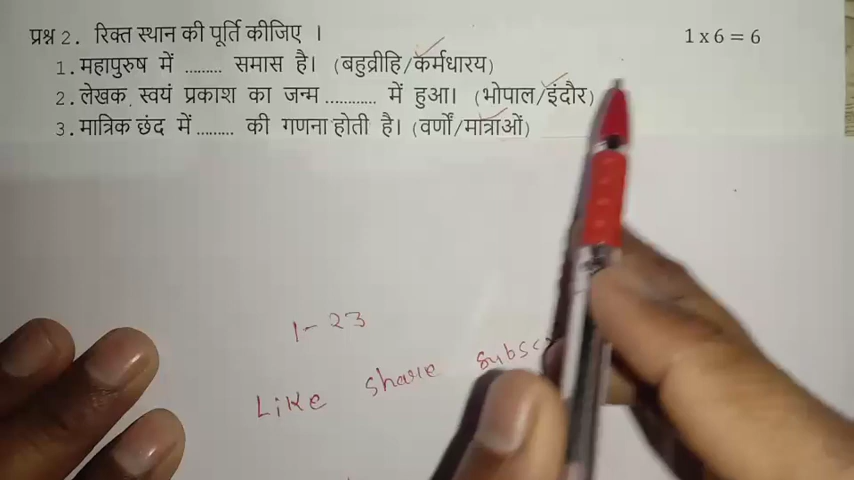 प्रश्न 2. रिक्त स्थान की पूर्ति कीजिए । 1 x 6 = 6
1. महापुरुष में ......... समास है। (बहुव्रीहि/कर्मधारय)
2. लेखक स्वयं प्रकाश का जन्म ............ में हुआ। (भोपाल/इंदौर)
3. मात्रिक छंद में ......... की गणना होती है। (वर्णों/मात्राओं)
1- 23
Like share subsc